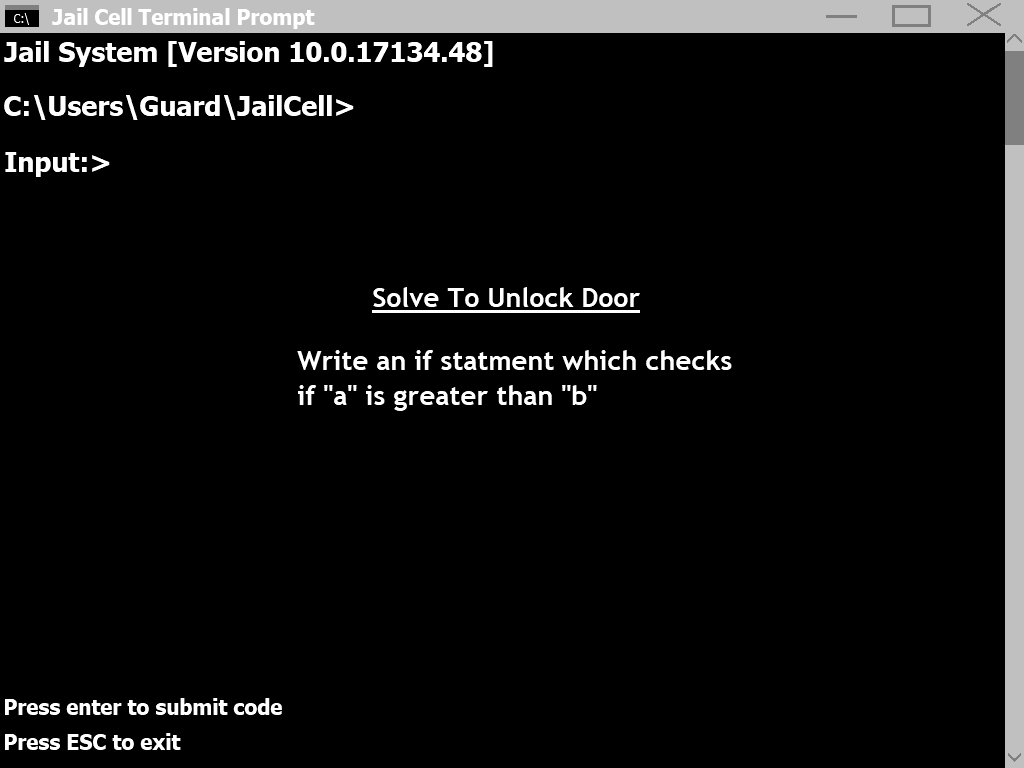 C:\ Jail Cell Terminal Prompt
Jail System [Version 10.0.17134.48]
C:\Users\Guard\JailCell>
Input:>
Solve To Unlock Door
Write an if statment which checks
if "a" is greater than "b"
Press enter to submit code
Press ESC to exit